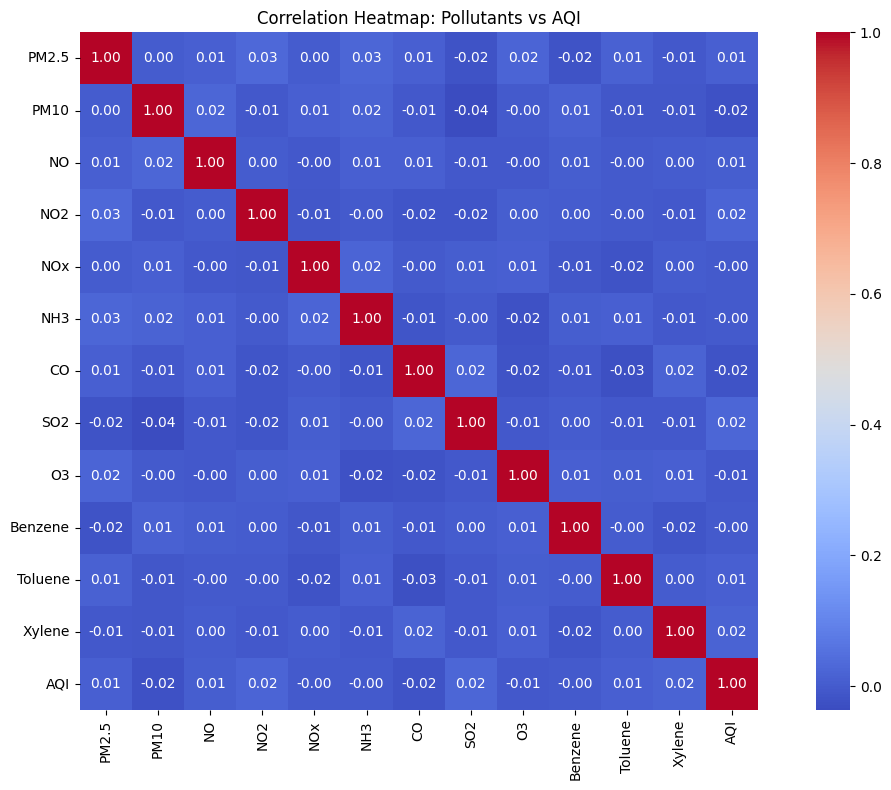 Correlation Heatmap: Pollutants vs AQI
PM2.5 1.00 0.00 0.01 0.03 0.00 0.03 0.01 -0.02 0.02 -0.02 0.01 -0.01 0.01
PM10 0.00 1.00 0.02 -0.01 0.01 0.02 -0.01 -0.04 -0.00 0.01 -0.01 -0.01 -0.02
NO 0.01 0.02 1.00 0.00 -0.00 0.01 0.01 -0.01 -0.00 0.01 -0.00 0.00 0.01
NO2 0.03 -0.01 0.00 1.00 -0.01 -0.00 -0.02 -0.02 0.00 0.00 -0.00 -0.01 0.02
NOx 0.00 0.01 -0.00 -0.01 1.00 0.02 -0.00 0.01 0.01 -0.01 -0.02 0.00 -0.00
NH3 0.03 0.02 0.01 -0.00 0.02 1.00 -0.01 -0.00 -0.02 0.01 0.01 -0.01 -0.00
CO 0.01 -0.01 0.01 -0.02 -0.00 -0.01 1.00 0.02 -0.02 -0.01 -0.03 0.02 -0.02
SO2 -0.02 -0.04 -0.01 -0.02 0.01 -0.00 0.02 1.00 -0.01 0.00 -0.01 -0.01 0.02
O3 0.02 -0.00 -0.00 0.00 0.01 -0.02 -0.02 -0.01 1.00 0.01 0.01 0.01 -0.01
Benzene -0.02 0.01 0.01 0.00 -0.01 0.01 -0.01 0.00 0.01 1.00 -0.00 -0.02 -0.00
Toluene 0.01 -0.01 -0.00 -0.00 -0.02 0.01 -0.03 -0.01 0.01 -0.00 1.00 0.00 0.01
Xylene -0.01 -0.01 0.00 -0.01 0.00 -0.01 0.02 -0.01 0.01 -0.02 0.00 1.00 0.02
AQI 0.01 -0.02 0.01 0.02 -0.00 -0.00 -0.02 0.02 -0.01 -0.00 0.01 0.02 1.00
PM2.5 PM10 NO NO2 NOx NH3 CO SO2 O3 Benzene Toluene Xylene AQI
1.0
0.8
0.6
0.4
0.2
0.0